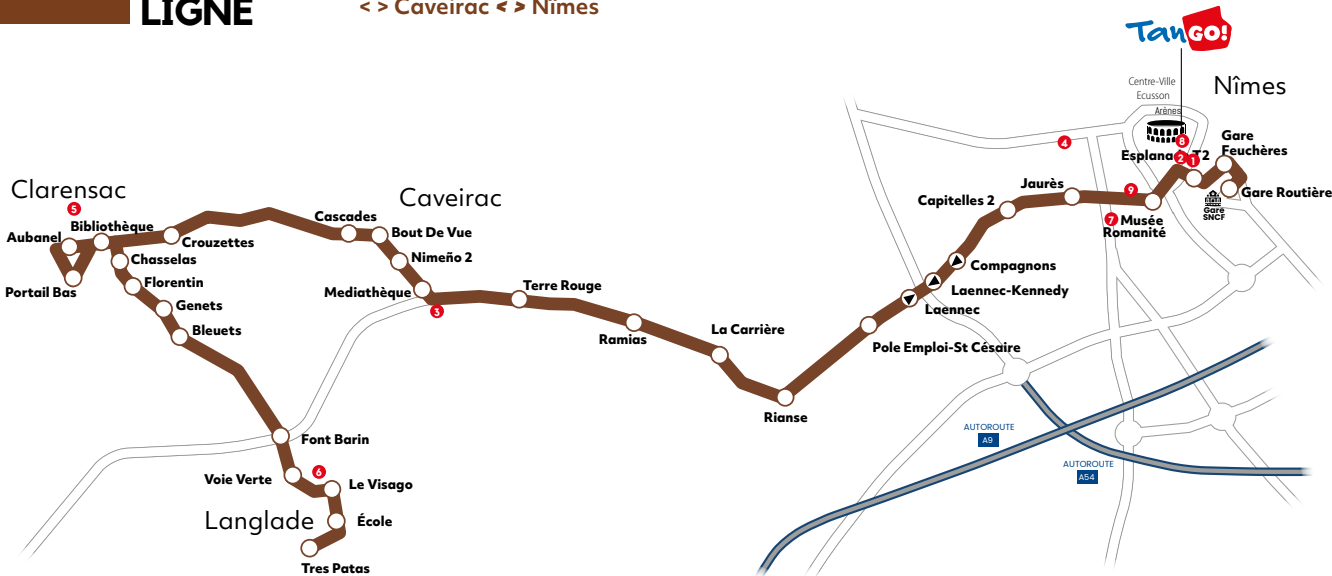 LIGNE
< > Caveirac < > Nîmes
TanGO!
Centre-Ville
Ecusson
Arènes
Nîmes
Gare
Feuchères
8
2
1
T2
4
Gare Routière
Gare
SNCF
9
7
Musée
Romanité
Jaurès
Capitelles 2
Compagnons
Laennec-Kennedy
Laennec
Pole Emploi-St Césaire
Rianse
La Carrière
Ramias
Terre Rouge
3
Mediathèque
Nimeño 2
Bout De Vue
Cascades
Caveirac
Clarensac
5
Bibliothèque
Aubanel
Portail Bas
Crouzettes
Chasselas
Florentin
Genets
Bleuets
Font Barin
Voie Verte
6
Le Visago
Langlade
École
Tres Patas
AUTOROUTE
A9
AUTOROUTE
A54